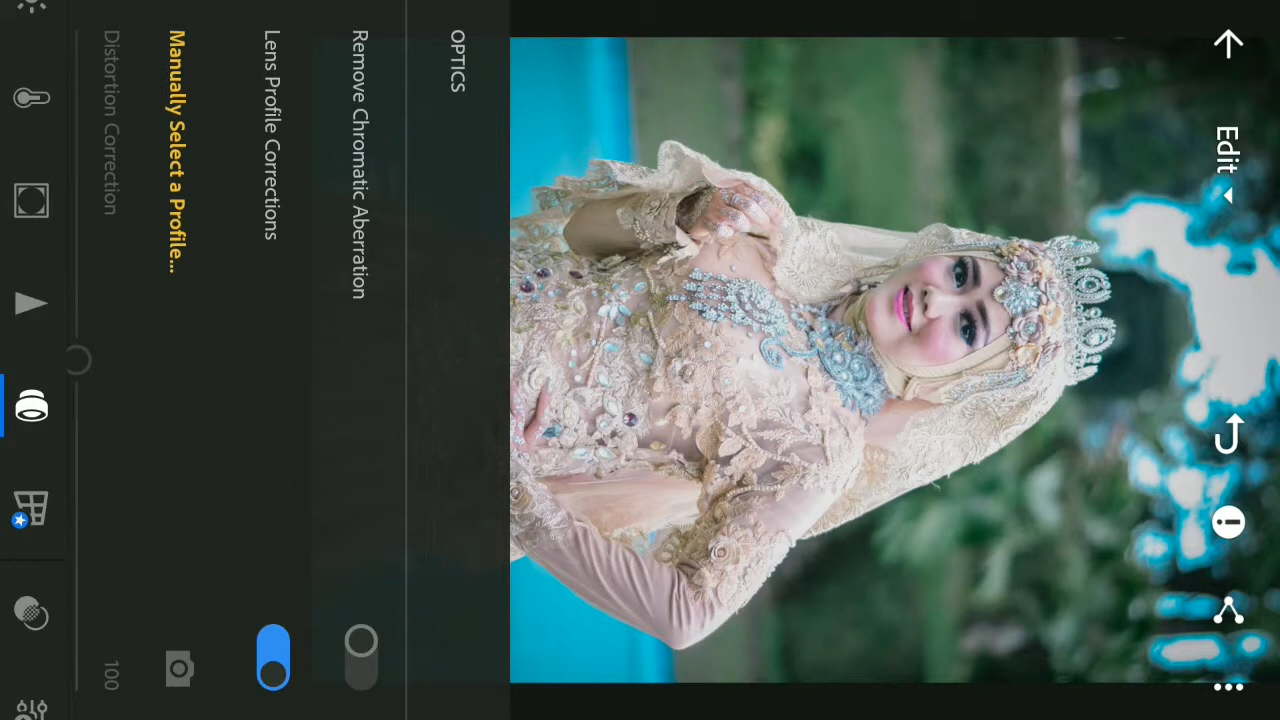 Edit
OPTICS
Remove Chromatic Aberration
Lens Profile Corrections
Manually Select a Profile...
Distortion Correction
100